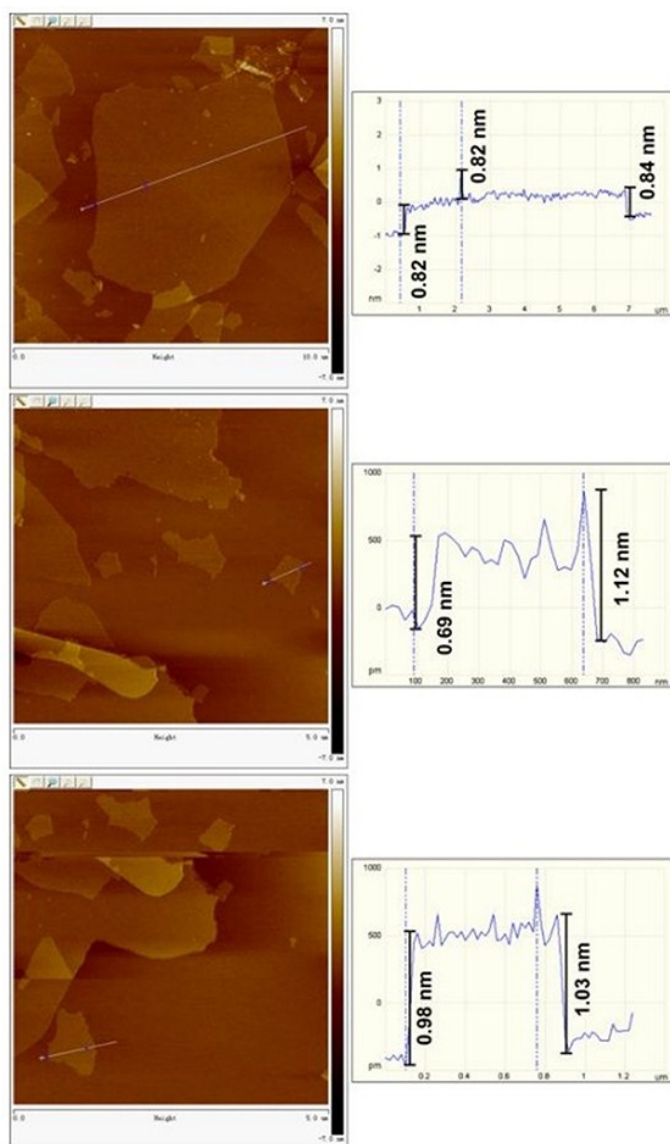 7.0 nm
3
2
1
0
-1
-2
nm
1
2
3
4
5
6
7
um
0.82 nm
0.82 nm
0.84 nm
0.0
Height
10.0 um
-7.0 nm
7.0 nm
1000
500
0
pm
100
200
300
400
500
600
700
800
nm
0.69 nm
1.12 nm
0.0
Height
5.0 um
-7.0 nm
7.0 nm
1000
500
0
pm
0.2
0.4
0.6
0.8
1.0
1.2
um
0.98 nm
1.03 nm
0.0
Height
5.0 um
-7.0 nm